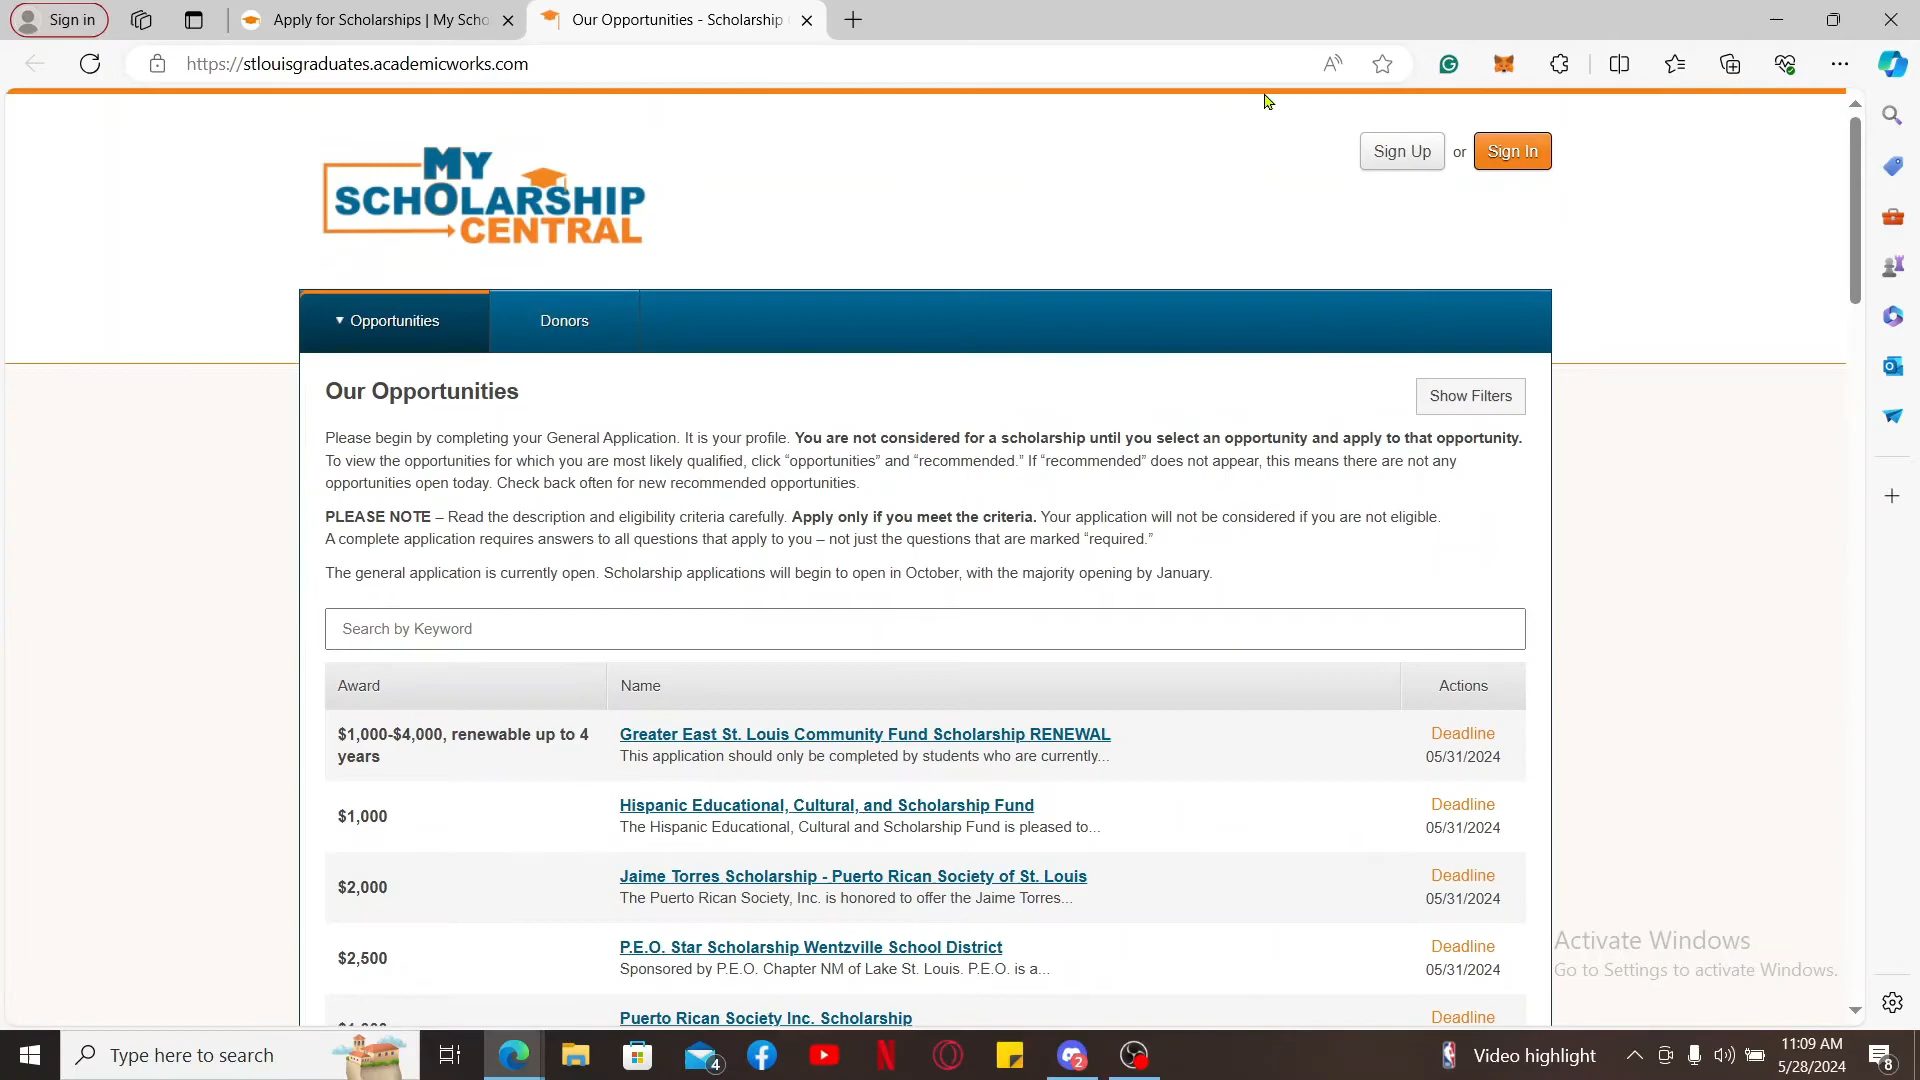 Sign in
Apply for Scholarships | My Scho
Our Opportunities - Scholarship
https://stlouisgraduates.academicworks.com
MY
SCHOLARSHIP
CENTRAL
Sign Up or Sign In
Opportunities
Donors
Our Opportunities
Show Filters
Please begin by completing your General Application. It is your profile. You are not considered for a scholarship until you select an opportunity and apply to that opportunity.
To view the opportunities for which you are most likely qualified, click “opportunities” and “recommended.” If “recommended” does not appear, this means there are not any
opportunities open today. Check back often for new recommended opportunities.
PLEASE NOTE – Read the description and eligibility criteria carefully. Apply only if you meet the criteria. Your application will not be considered if you are not eligible.
A complete application requires answers to all questions that apply to you – not just the questions that are marked “required.”
The general application is currently open. Scholarship applications will begin to open in October, with the majority opening by January.
Search by Keyword
Award Name Actions
$1,000-$4,000, renewable up to 4
years
Greater East St. Louis Community Fund Scholarship RENEWAL
This application should only be completed by students who are currently...
Deadline
05/31/2024
$1,000
Hispanic Educational, Cultural, and Scholarship Fund
The Hispanic Educational, Cultural and Scholarship Fund is pleased to...
Deadline
05/31/2024
$2,000
Jaime Torres Scholarship - Puerto Rican Society of St. Louis
The Puerto Rican Society, Inc. is honored to offer the Jaime Torres...
Deadline
05/31/2024
$2,500
P.E.O. Star Scholarship Wentzville School District
Sponsored by P.E.O. Chapter NM of Lake St. Louis. P.E.O. is a...
Deadline
05/31/2024
Puerto Rican Society Inc. Scholarship
Deadline
Activate Windows
Go to Settings to activate Windows.
Type here to search
4
2
Video highlight
11:09 AM
5/28/2024
8